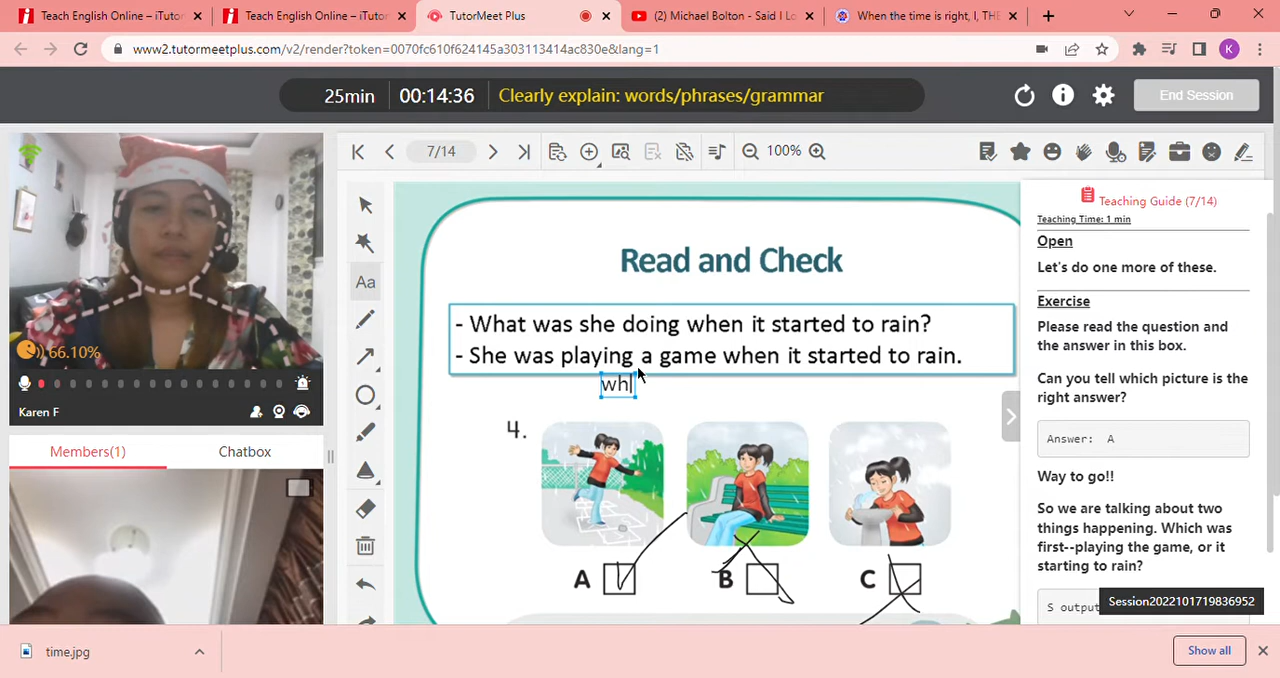 Teach English Online – iTutor
Teach English Online – iTutor
TutorMeet Plus
(2) Michael Bolton - Said I Lo
When the time is right, I, THE
www2.tutormeetplus.com/v2/render?token=0070fc610f624145a303113414ac830e&lang=1
K
25min
00:14:36
Clearly explain: words/phrases/grammar
End Session
7/14
100%
66.10%
Karen F
Members(1)
Chatbox
Aa
Read and Check
- What was she doing when it started to rain?
- She was playing a game when it started to rain.
whl
4.
A
B
C
Teaching Guide (7/14)
Teaching Time: 1 min
Open
Let's do one more of these.
Exercise
Please read the question and
the answer in this box.
Can you tell which picture is the
right answer?
Answer: A
Way to go!!
So we are talking about two
things happening. Which was
first--playing the game, or it
starting to rain?
S output
Session2022101719836952
time.jpg
Show all